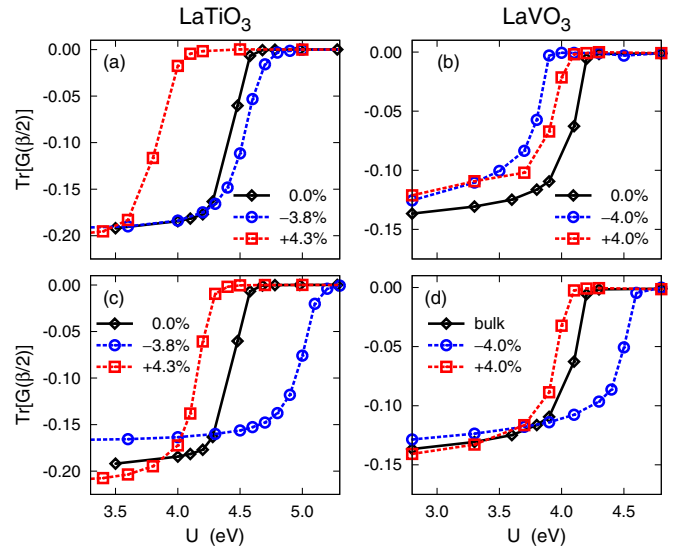 LaTiO3
LaVO3
(a)
0.00
-0.05
-0.10
-0.15
-0.20
Tr[G(β/2)]
0.0%
−3.8%
+4.3%
(b)
0.00
-0.05
-0.10
-0.15
0.0%
−4.0%
+4.0%
(c)
0.00
-0.05
-0.10
-0.15
-0.20
Tr[G(β/2)]
0.0%
−3.8%
+4.3%
3.5 4.0 4.5 5.0
U (eV)
(d)
0.00
-0.05
-0.10
-0.15
bulk
−4.0%
+4.0%
3.0 3.5 4.0 4.5
U (eV)